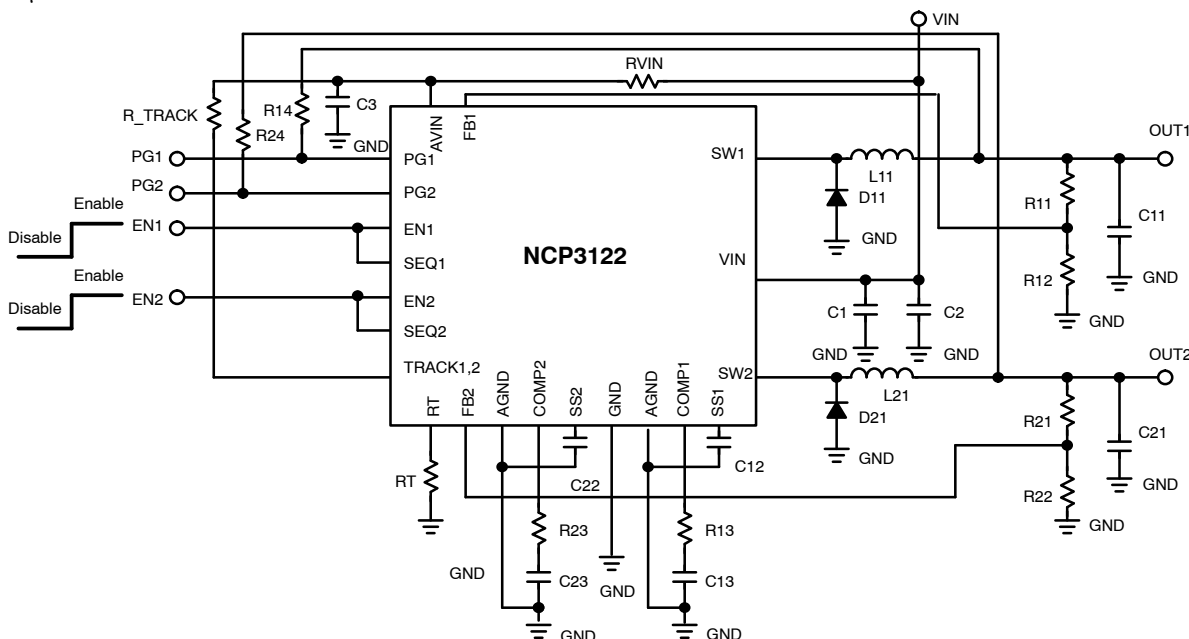 VIN
RVIN
R_TRACK
R14
C3
R24
GND
AVIN
FB1
OUT1
PG1
PG1
SW1
L11
PG2
PG2
D11
R11
C11
Enable
EN1
EN1
GND
Disable
SEQ1
NCP3122
VIN
R12
GND
Enable
EN2
EN2
C1
C2
Disable
SEQ2
GND
GND
GND
OUT2
TRACK1,2
SW2
L21
RT
FB2
AGND
COMP2
SS2
GND
AGND
COMP1
SS1
D21
R21
C21
GND
C12
RT
C22
R22
GND
GND
R23
R13
GND
C23
GND
C13
GND
GND